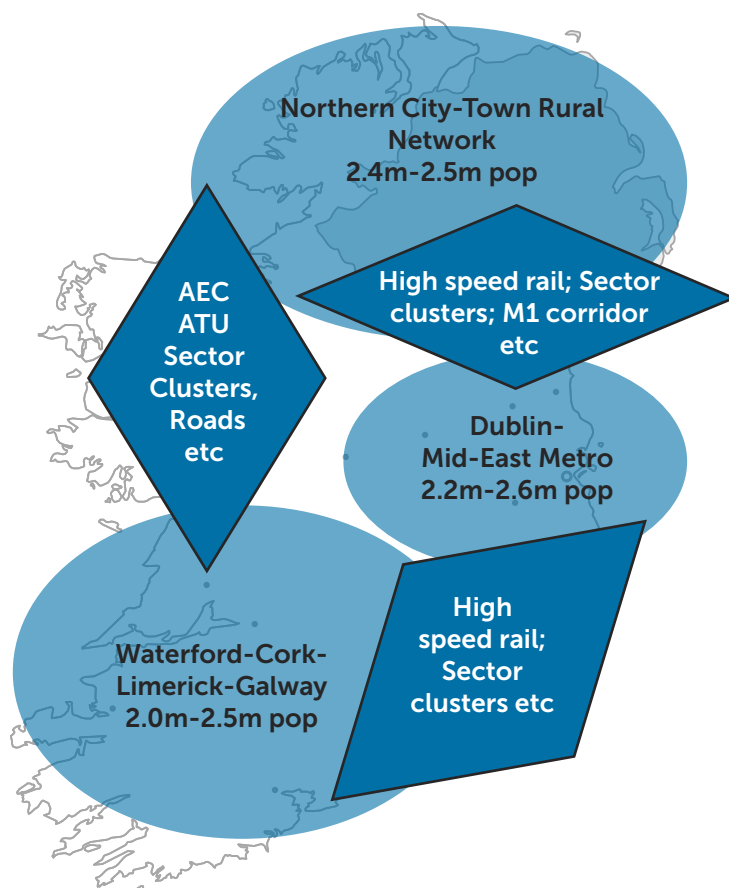 Northern City-Town Rural
Network
2.4m-2.5m pop
AEC
ATU
Sector
Clusters,
Roads
etc
High speed rail; Sector
clusters; M1 corridor
etc
Dublin-
Mid-East Metro
2.2m-2.6m pop
Waterford-Cork-
Limerick-Galway
2.0m-2.5m pop
High
speed rail;
Sector
clusters etc